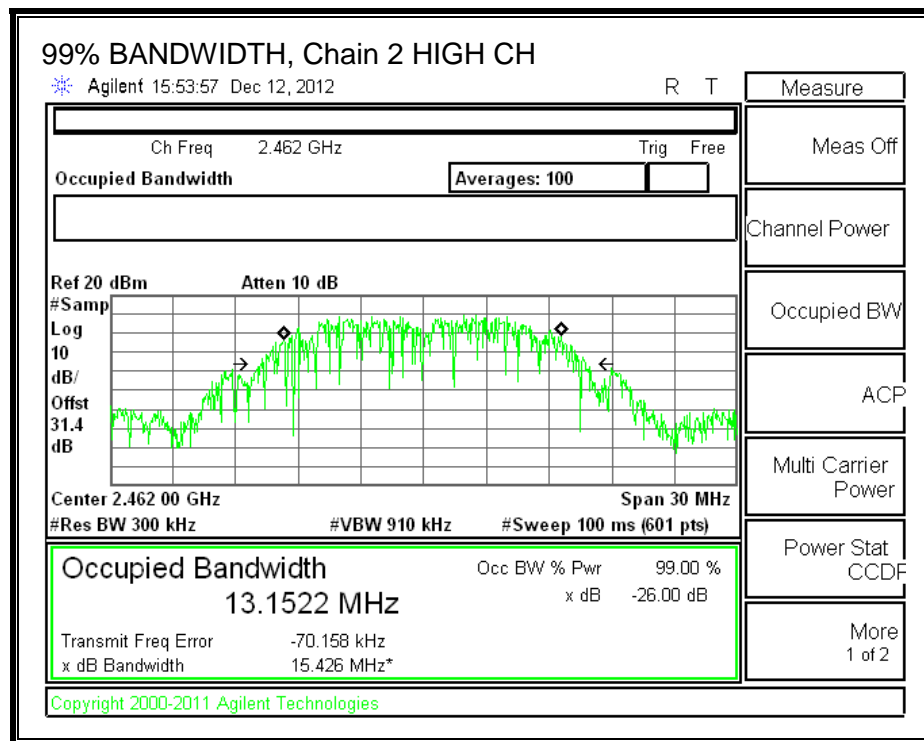 99% BANDWIDTH, Chain 2 HIGH CH
Agilent 15:53:57 Dec 12, 2012 R T
Measure
Ch Freq 2.462 GHz Trig Free
Meas Off
Occupied Bandwidth Averages: 100
Channel Power
Ref 20 dBm Atten 10 dB
#Samp
Log
10
dB/
Offst
31.4
dB
Occupied BW
ACP
Center 2.462 00 GHz Span 30 MHz
#Res BW 300 kHz #VBW 910 kHz #Sweep 100 ms (601 pts)
Multi Carrier
Power
Occupied Bandwidth Occ BW % Pwr 99.00 %
13.1522 MHz x dB -26.00 dB
Transmit Freq Error -70.158 kHz
x dB Bandwidth 15.426 MHz*
Power Stat
CCDF
More
1 of 2
Copyright 2000-2011 Agilent Technologies